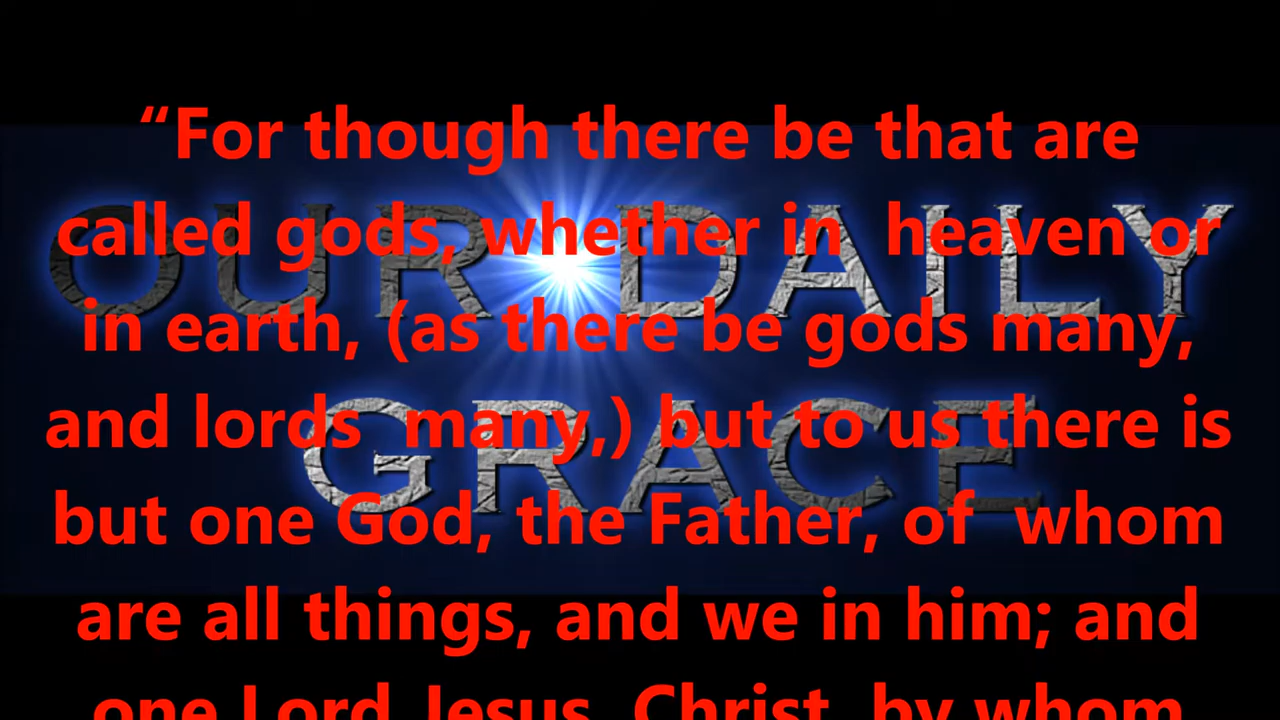 “For though there be that are
called gods, whether in heaven or
in earth, (as there be gods many,
and lords many,) but to us there is
but one God, the Father, of whom
are all things, and we in him; and
one Lord Jesus Christ, by whom
OUR DAILY
GRACE